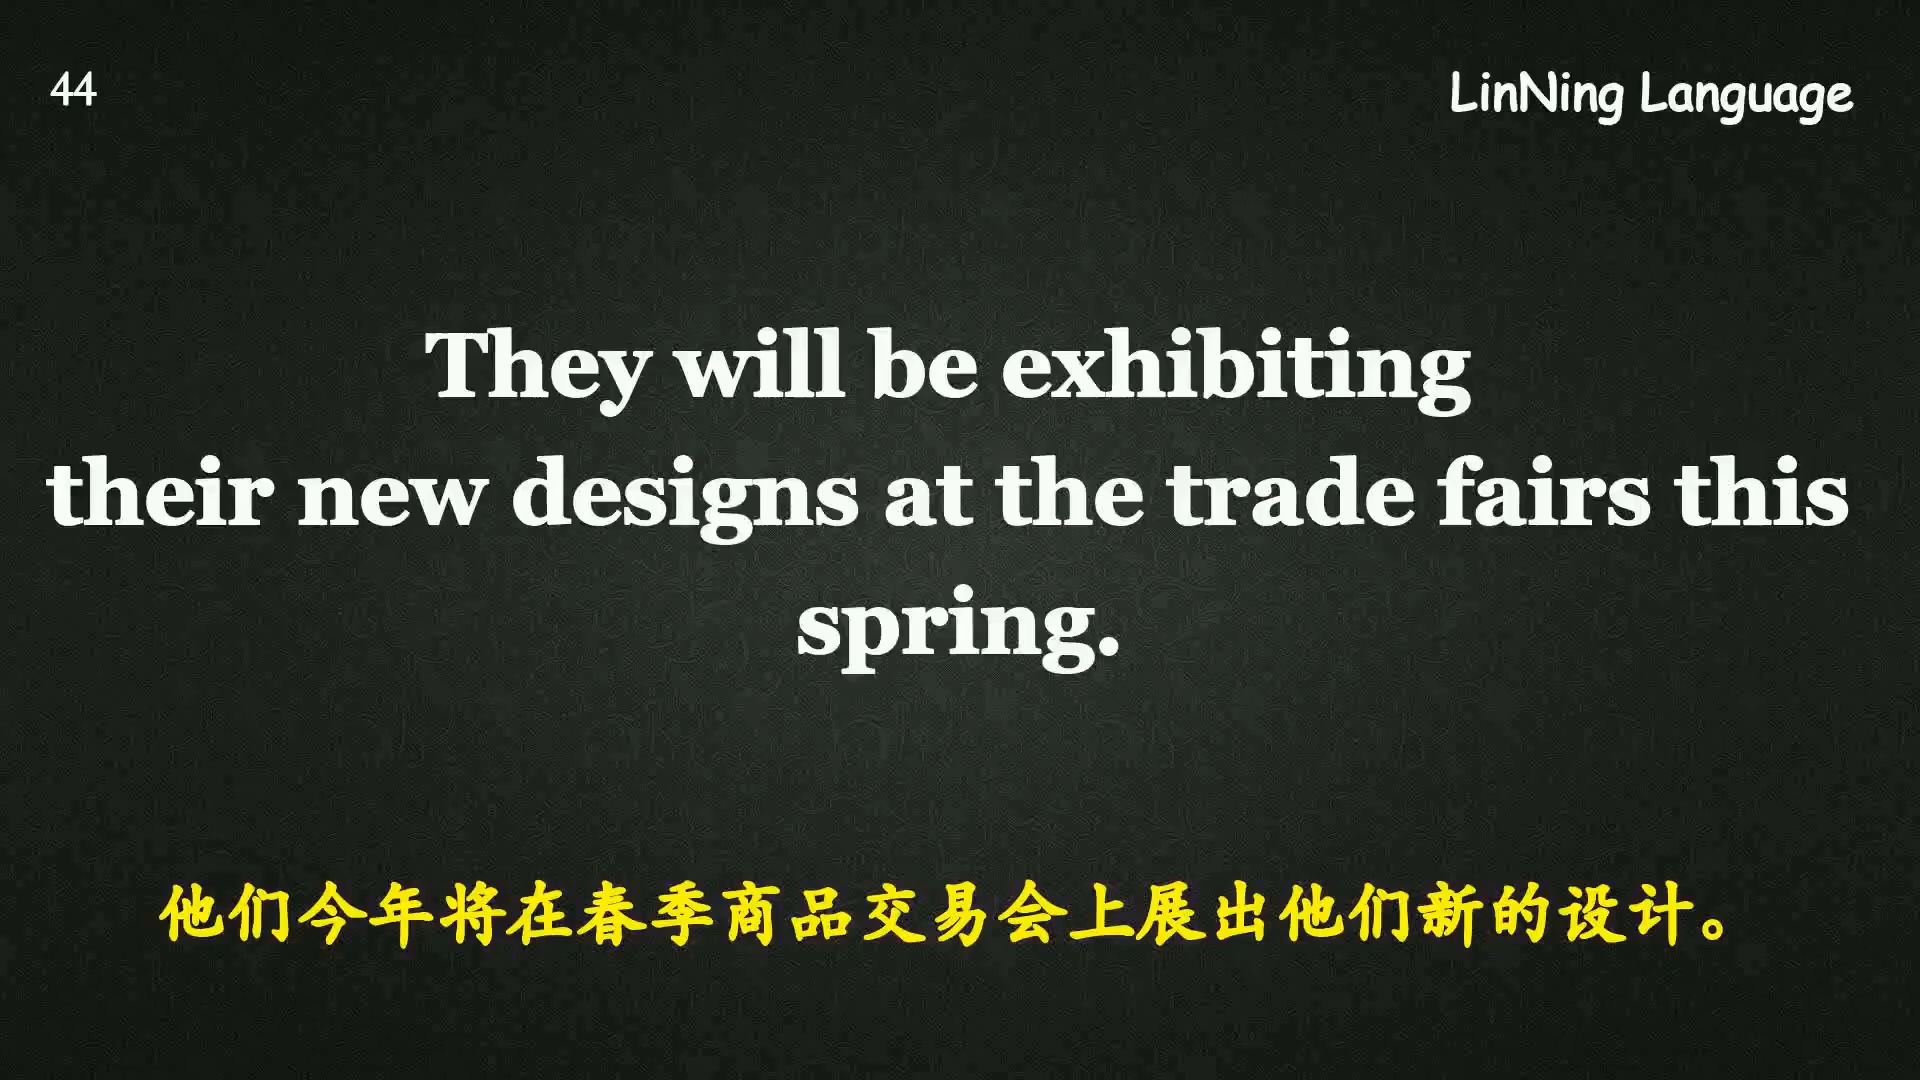 44
LinNing Language
They will be exhibiting
their new designs at the trade fairs this
spring.
他们今年将在春季商品交易会上展出他们新的设计。